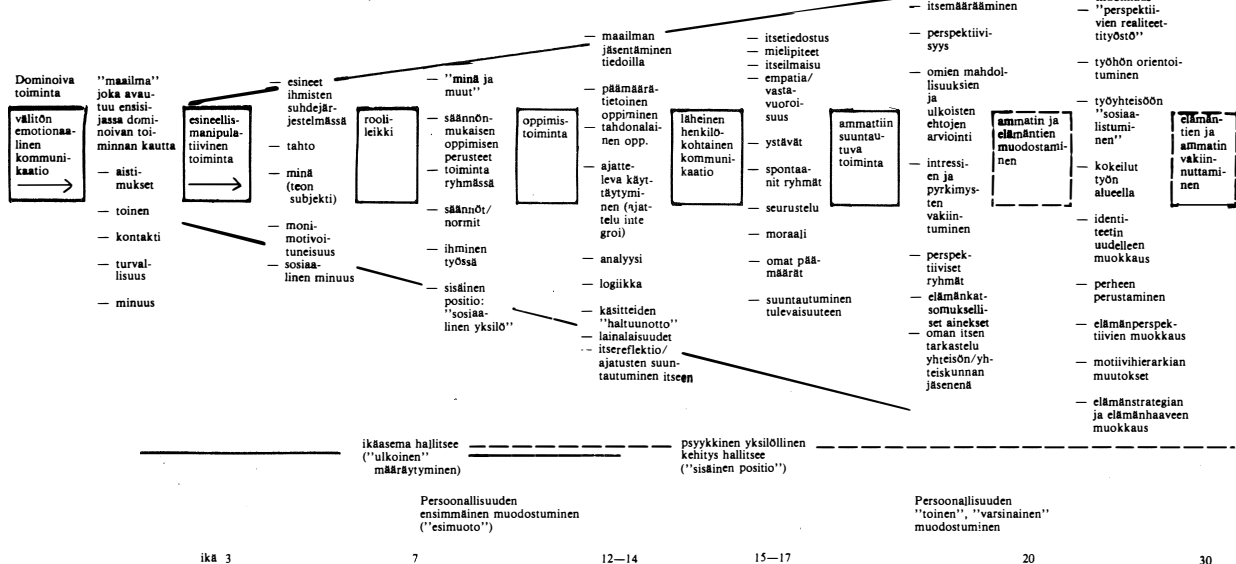 Dominoiva
toiminta
välitön
emotionaa-
linen
kommuni-
kaatio
"maailma"
joka avau-
tuu ensisi-
jassa domi-
noivan toi-
minnan kautta
— aisti-
mukset
— toinen
— kontakti
— turval-
lisuus
— minuus
esineellis-
manipula-
tiivinen
toiminta
— esineet
ihmisten
suhdejär-
jestelmässä
— tahto
— minä
(teon
subjekti)
— moni-
motivoi-
tuneisuus
— sosiaa-
linen minuus
rooli-
leikki
— "minä ja
muut"
— säännön-
mukaisen
oppimisen
perusteet
— toiminta
ryhmässä
— säännöt/
normit
— ihminen
työssä
— sisäinen
positio:
"sosiaa-
linen yksilö"
oppimis-
toiminta
— maailman
jäsentäminen
tiedoilla
— päämäärä-
tietoinen
oppiminen
— tahdonalai-
nen opp.
— ajatte-
leva käyt-
täytymi-
nen (ajat-
telu inte
groi)
— analyysi
— logiikka
— käsitteiden
"haltuunotto"
— lainalaisuudet
— itsereflektio/
ajatusten suun-
tautuminen itseen
läheinen
henkilö-
kohtainen
kommuni-
kaatio
— itsetiedostus
— mielipiteet
— itseilmaisu
— empatia/
vasta-
vuoroi-
suus
— ystävät
— spontaa-
nit ryhmät
— seurustelu
— moraali
— omat pää-
määrät
— suuntautuminen
tulevaisuuteen
ammattiin
suuntau-
tuva
toiminta
— itsemäärääminen
— perspektiivi-
syys
— omien mahdol-
lisuuksien
ja
ulkoisten
ehtojen
arviointi
— intressi-
en ja
pyrkimys-
ten
vakiin-
tuminen
— perspek-
tiiviset
ryhmät
— elämänkat-
somukselli-
set ainekset
— oman itsen
tarkastelu
yhteisön/yh-
teiskunnan
jäsenenä
ammatin ja
elämäntien
muodostami-
nen
— "perspektii-
vien realiteet-
tityöstö"
— työhön orientoi-
tuminen
— työyhteisöön
"sosiaa-
listumi-
nen"
— kokeilut
työn
alueella
— identi-
teetin
uudelleen
muokkaus
— perheen
perustaminen
— elämänperspek-
tiivien muokkaus
— motiivihierarkian
muutokset
— elämänstrategian
ja elämänhaaveen
muokkaus
elämän-
tien ja
ammatin
vakiin-
nuttami-
nen
ikäasema hallitsee
("ulkoinen"
määräytyminen)
psyykkinen yksilöllinen
kehitys hallitsee
("sisäinen positio")
Persoonallisuuden
ensimmäinen muodostuminen
("esimuoto")
Persoonallisuuden
"toinen", "varsinainen"
muodostuminen
ikä 3
7
12—14
15—17
20
30